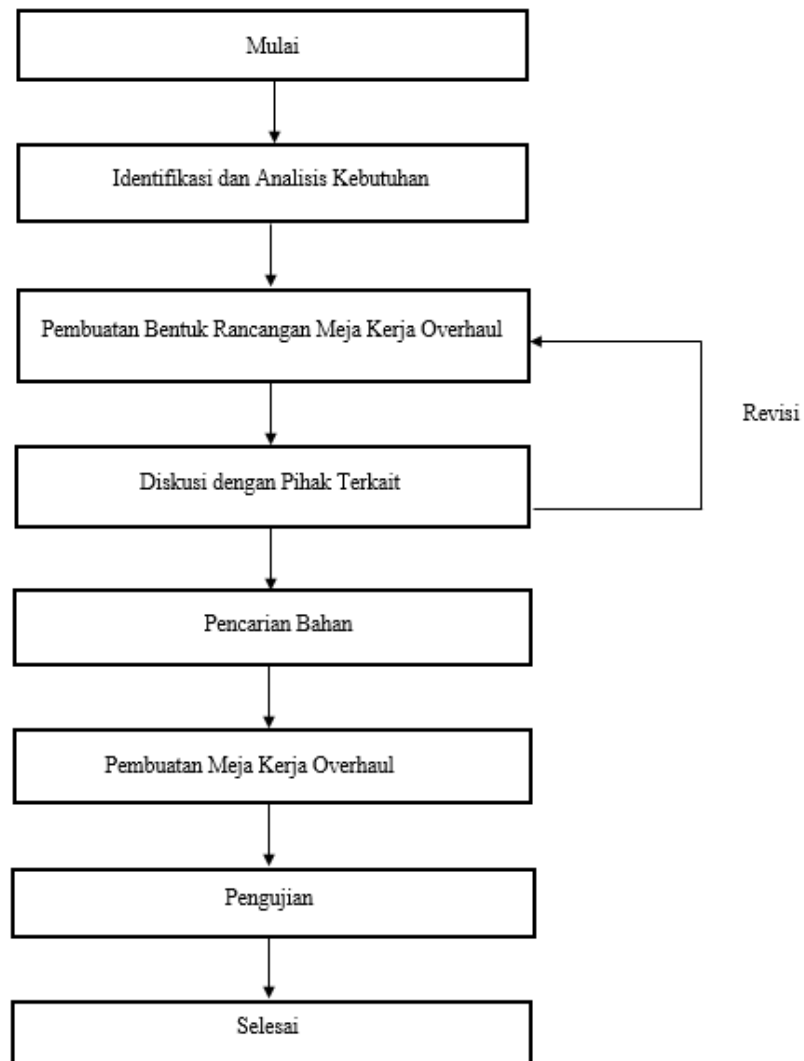 Mulai
Identifikasi dan Analisis Kebutuhan
Pembuatan Bentuk Rancangan Meja Kerja Overhaul
Revisi
Diskusi dengan Pihak Terkait
Pencarian Bahan
Pembuatan Meja Kerja Overhaul
Pengujian
Selesai